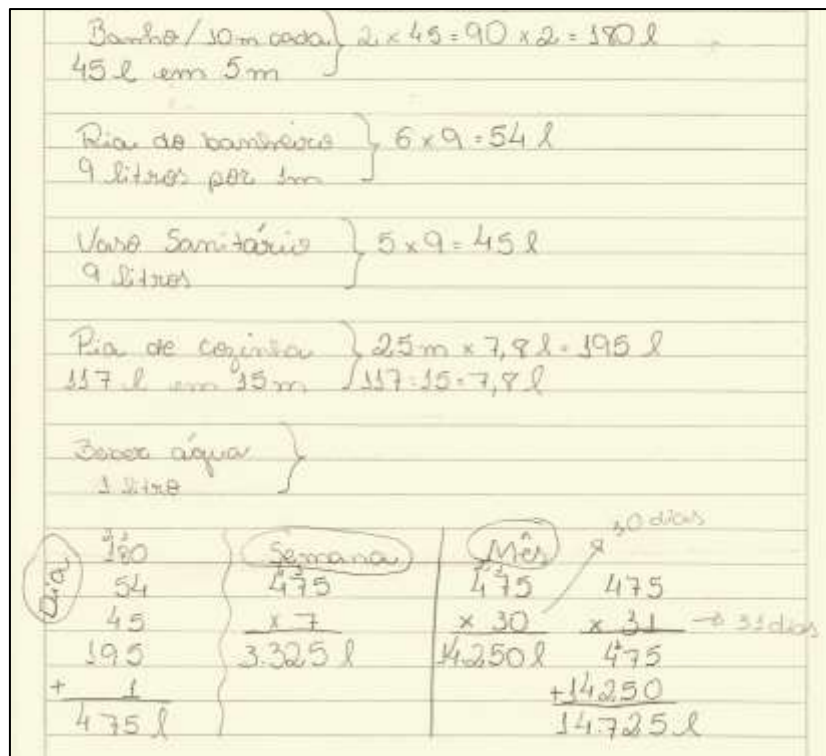 Banho / 10m cada } 2 x 45 = 90 x 2 = 180 l
45 l em 5 m
Pia do banheiro } 6 x 9 = 54 l
9 litros por 1m
Vaso Sanitário } 5 x 9 = 45 l
9 litros
Pia de cozinha } 25 m x 7,8 l = 195 l
117 l em 15 m 117 : 15 = 7,8 l
Beber água }
1 litro
Dia
180
54
45
195
+ 1
475 l
Semana
475
x 7
3.325 l
Mês
30 dias
475
x 30
14250 l
475
x 31 → 31 dias
475
+14250
14.725 l